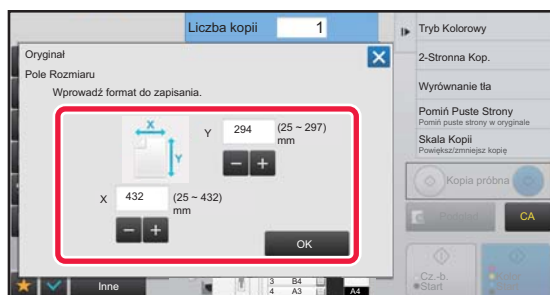 Liczba kopii 1
Oryginał
Pole Rozmiaru
Wprowadź format do zapisania.
X
Y
Y 294 (25 ~ 297)
mm
X 432 (25 ~ 432)
mm
OK
Inne
3 B4
4 A3
A4
Tryb Kolorowy
2-Stronna Kop.
Wyrównanie tła
Pomiń Puste Strony
Pomiń puste strony w oryginale
Skala Kopii
Powiększ/zmniejsz kopię
Kopia próbna
CA
Cz.-b.
Start